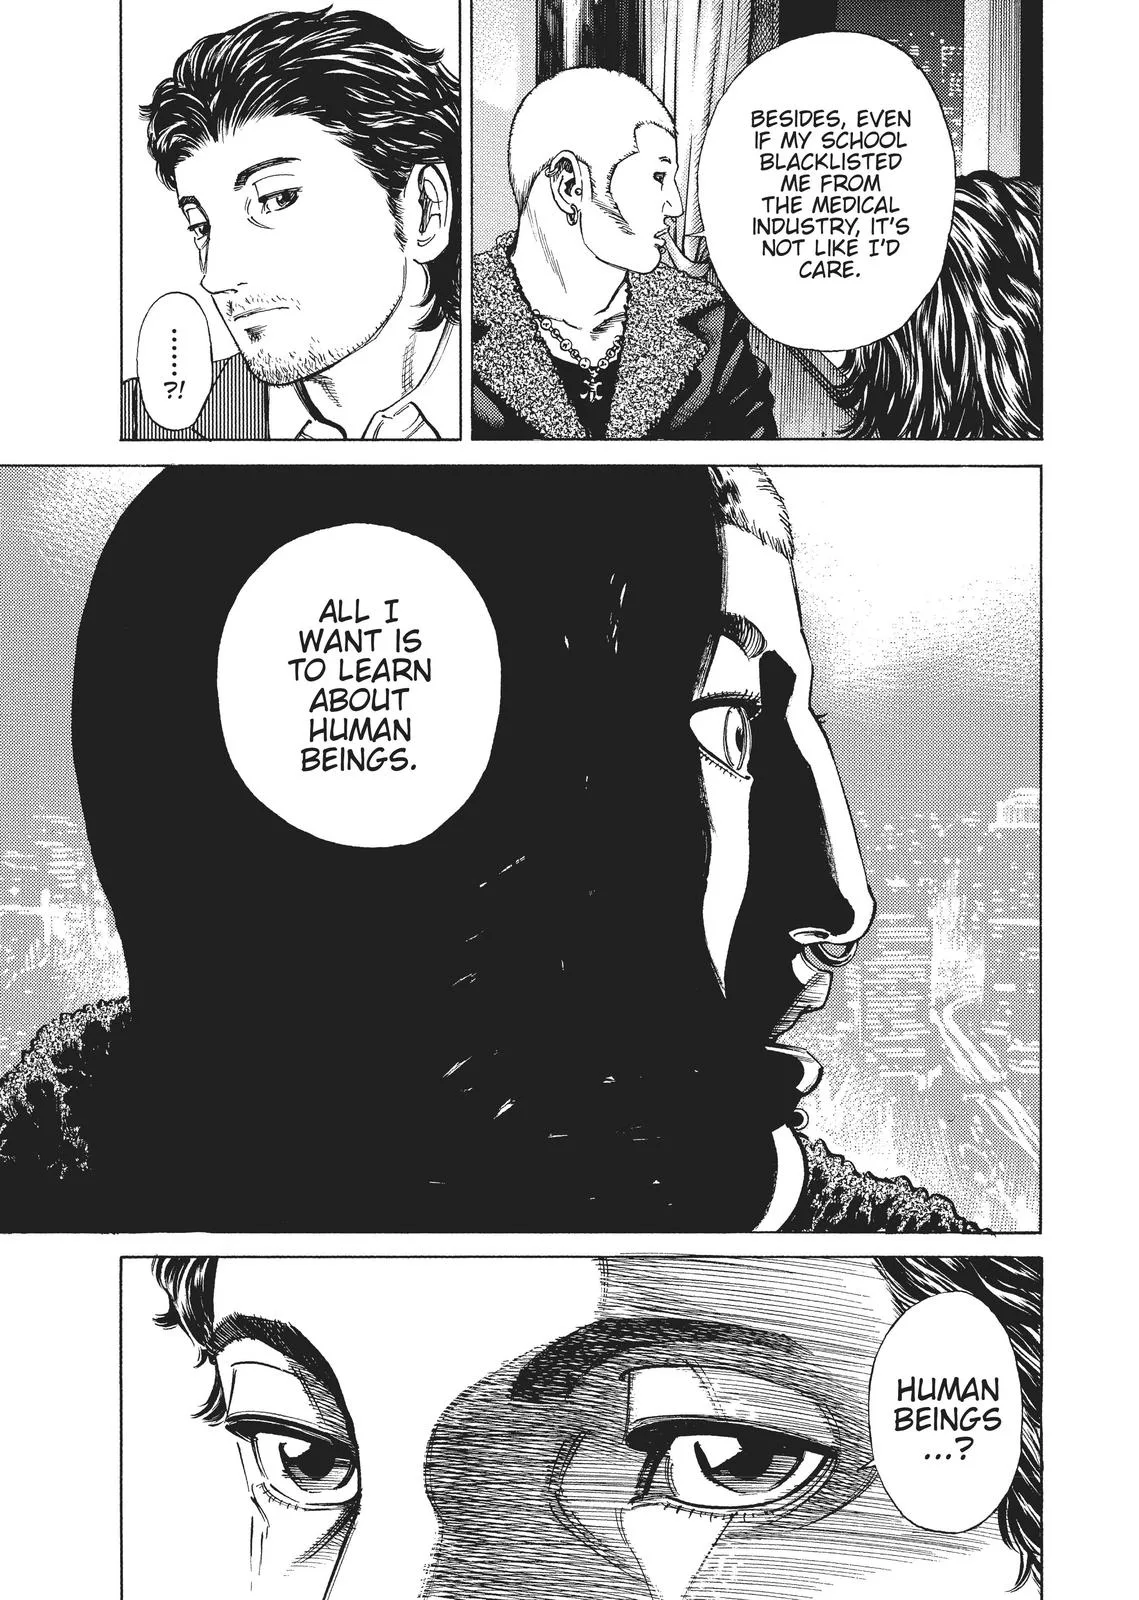 BESIDES, EVEN
IF MY SCHOOL
BLACKLISTED
ME FROM
THE MEDICAL
INDUSTRY, IT'S
NOT LIKE I'D
CARE.
.......
?!
ALL I
WANT IS
TO LEARN
ABOUT
HUMAN
BEINGS.
HUMAN
BEINGS
...?